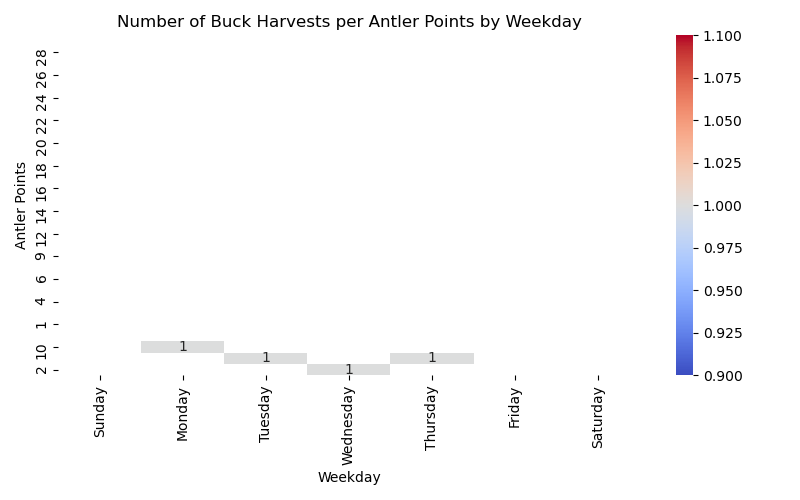 Number of Buck Harvests per Antler Points by Weekday
Antler Points
28
26
24
22
20
18
16
14
12
9
6
4
1
10
2
1
1
1
1
Sunday
Monday
Tuesday
Wednesday
Thursday
Friday
Saturday
Weekday
1.100
1.075
1.050
1.025
1.000
0.975
0.950
0.925
0.900